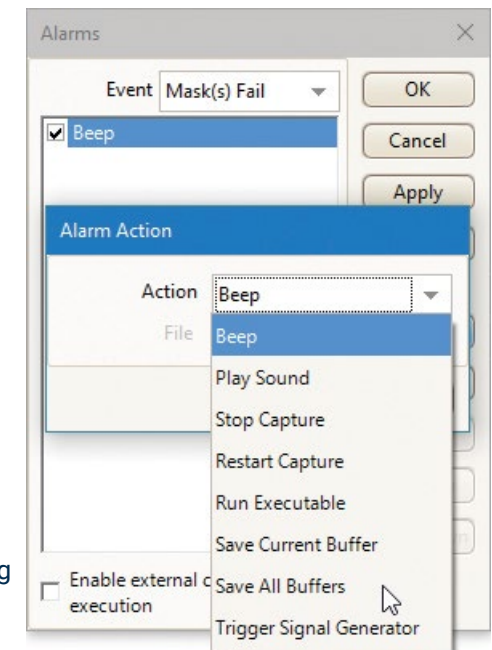 Alarms
Event Mask(s) Fail
OK
Beep
Cancel
Apply
Alarm Action
Action Beep
File
Beep
Play Sound
Stop Capture
Restart Capture
Run Executable
Save Current Buffer
Save All Buffers
Trigger Signal Generator
Enable external
execution